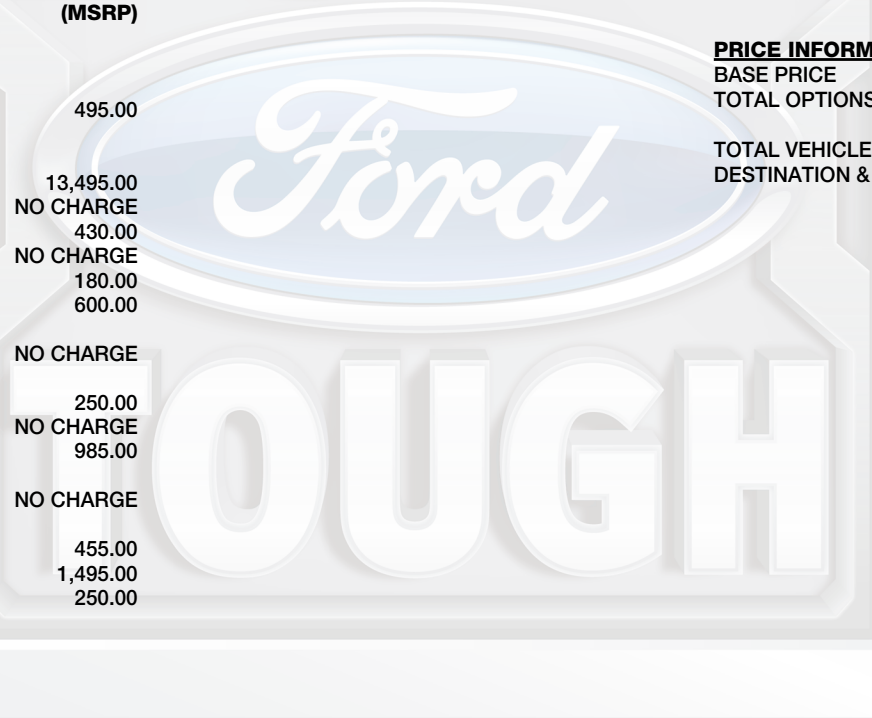 (MSRP)
495.00
13,495.00
NO CHARGE
430.00
NO CHARGE
180.00
600.00
NO CHARGE
250.00
NO CHARGE
985.00
NO CHARGE
455.00
1,495.00
250.00
PRICE INFORM
BASE PRICE
TOTAL OPTIONS
TOTAL VEHICLE
DESTINATION &
Ford
TOUGH